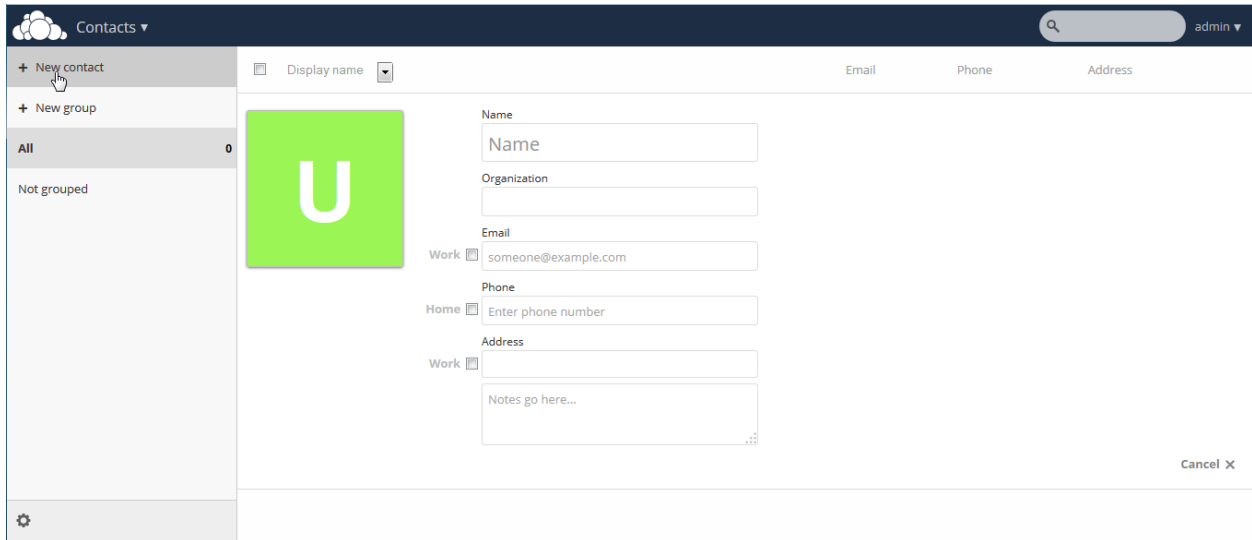 Contacts ▾
admin ▾
+ New contact
+ New group
All 0
Not grouped
Display name Email Phone Address
U
Name
Name
Organization
Email
Work someone@example.com
Phone
Home Enter phone number
Address
Work
Notes go here...
Cancel ×